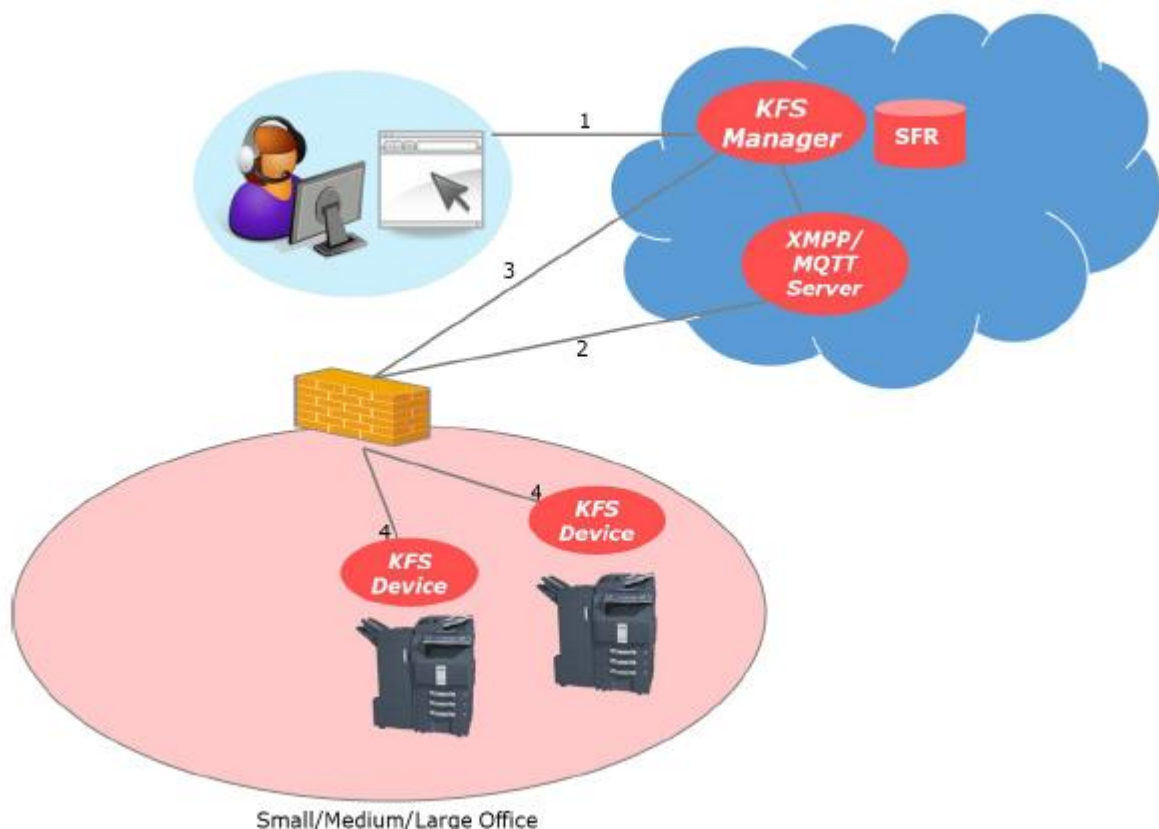 1
KFS
Manager
SFR
XMPP/
MQTT
Server
3
2
4
KFS
Device
4
KFS
Device
Small/Medium/Large Office